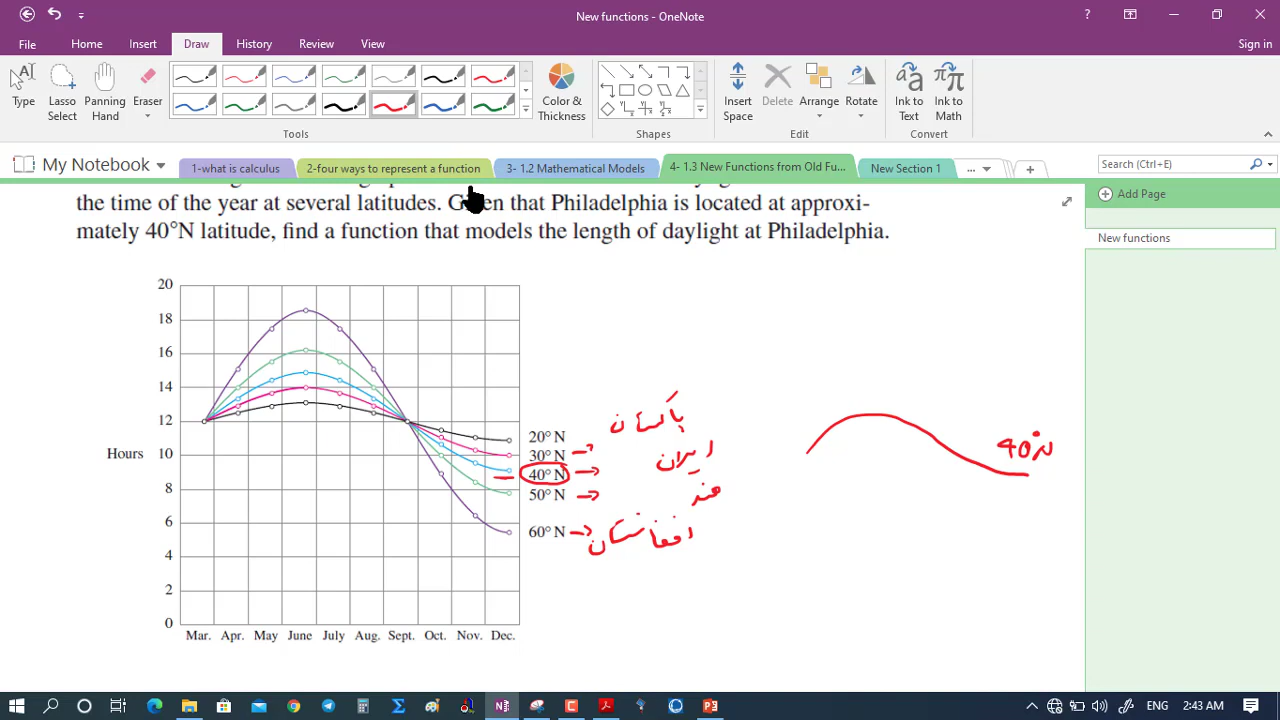 New functions - OneNote
File Home Insert Draw History Review View
Sign in
Type
Lasso Select
Panning Hand
Eraser
Color & Thickness
Insert Space
Delete
Arrange
Rotate
Ink to Text
Ink to Math
Tools
Shapes
Edit
Convert
My Notebook
1-what is calculus
2-four ways to represent a function
3- 1.2 Mathematical Models
4- 1.3 New Functions from Old Fu...
New Section 1
...
Search (Ctrl+E)
Add Page
New functions
the time of the year at several latitudes. Given that Philadelphia is located at approxi-
mately 40°N latitude, find a function that models the length of daylight at Philadelphia.
20
18
16
14
12
10
8
6
4
2
0
Hours
Mar. Apr. May June July Aug. Sept. Oct. Nov. Dec.
20° N
30° N
40° N
50° N
60° N
پاکستان
ایران
هند
افغانستان
40°N
ENG 2:43 AM